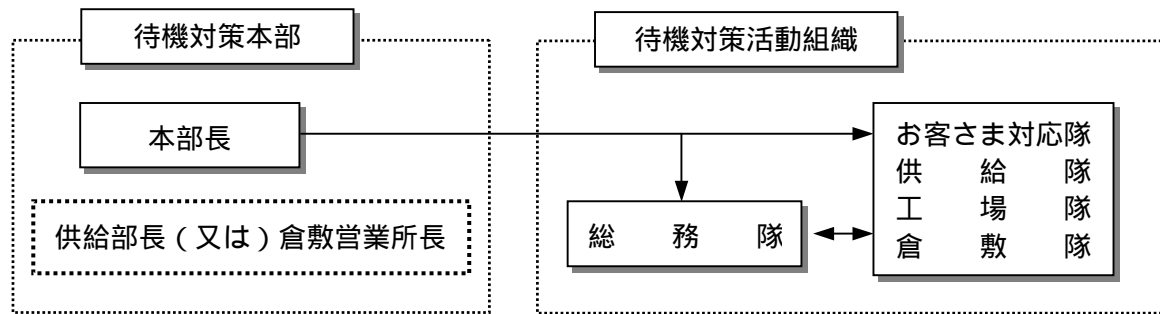 待機対策本部
待機対策活動組織
本部長
お客さま対応隊
供給隊
工場隊
倉敷隊
総務隊
供給部長（又は）倉敷営業所長